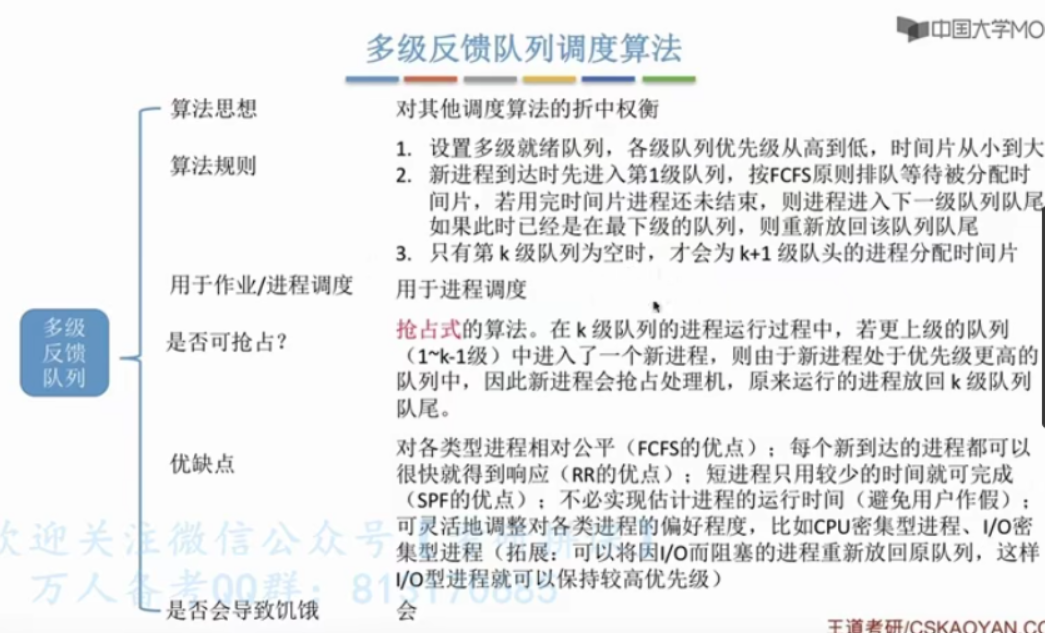 中国大学MO
多级反馈队列调度算法
算法思想
对其他调度算法的折中权衡
算法规则
1. 设置多级就绪队列，各级队列优先级从高到低，时间片从小到大
2. 新进程到达时先进入第1级队列，按FCFS原则排队等待被分配时
间片，若用完时间片进程还未结束，则进程进入下一级队列队尾
如果此时已经是在最下级的队列，则重新放回该队列队尾
3. 只有第 k 级队列为空时，才会为 k+1 级队头的进程分配时间片
用于作业/进程调度
用于进程调度
多级
反馈
队列
是否可抢占？
抢占式的算法。在 k 级队列的进程运行过程中，若更上级的队列
（1~k-1级）中进入了一个新进程，则由于新进程处于优先级更高的
队列中，因此新进程会抢占处理机，原来运行的进程放回 k 级队列
队尾。
优缺点
对各类型进程相对公平（FCFS的优点）；每个新到达的进程都可以
很快就得到响应（RR的优点）；短进程只用较少的时间就可完成
（SPF的优点）；不必实现估计进程的运行时间（避免用户作假）；
可灵活地调整对各类进程的偏好程度，比如CPU密集型进程、I/O密
集型进程（拓展：可以将因I/O而阻塞的进程重新放回原队列，这样
I/O型进程就可以保持较高优先级）
欢迎关注微信公众号
万人备考QQ群：
是否会导致饥饿
会
王道考研/CSKAOYAN.CO